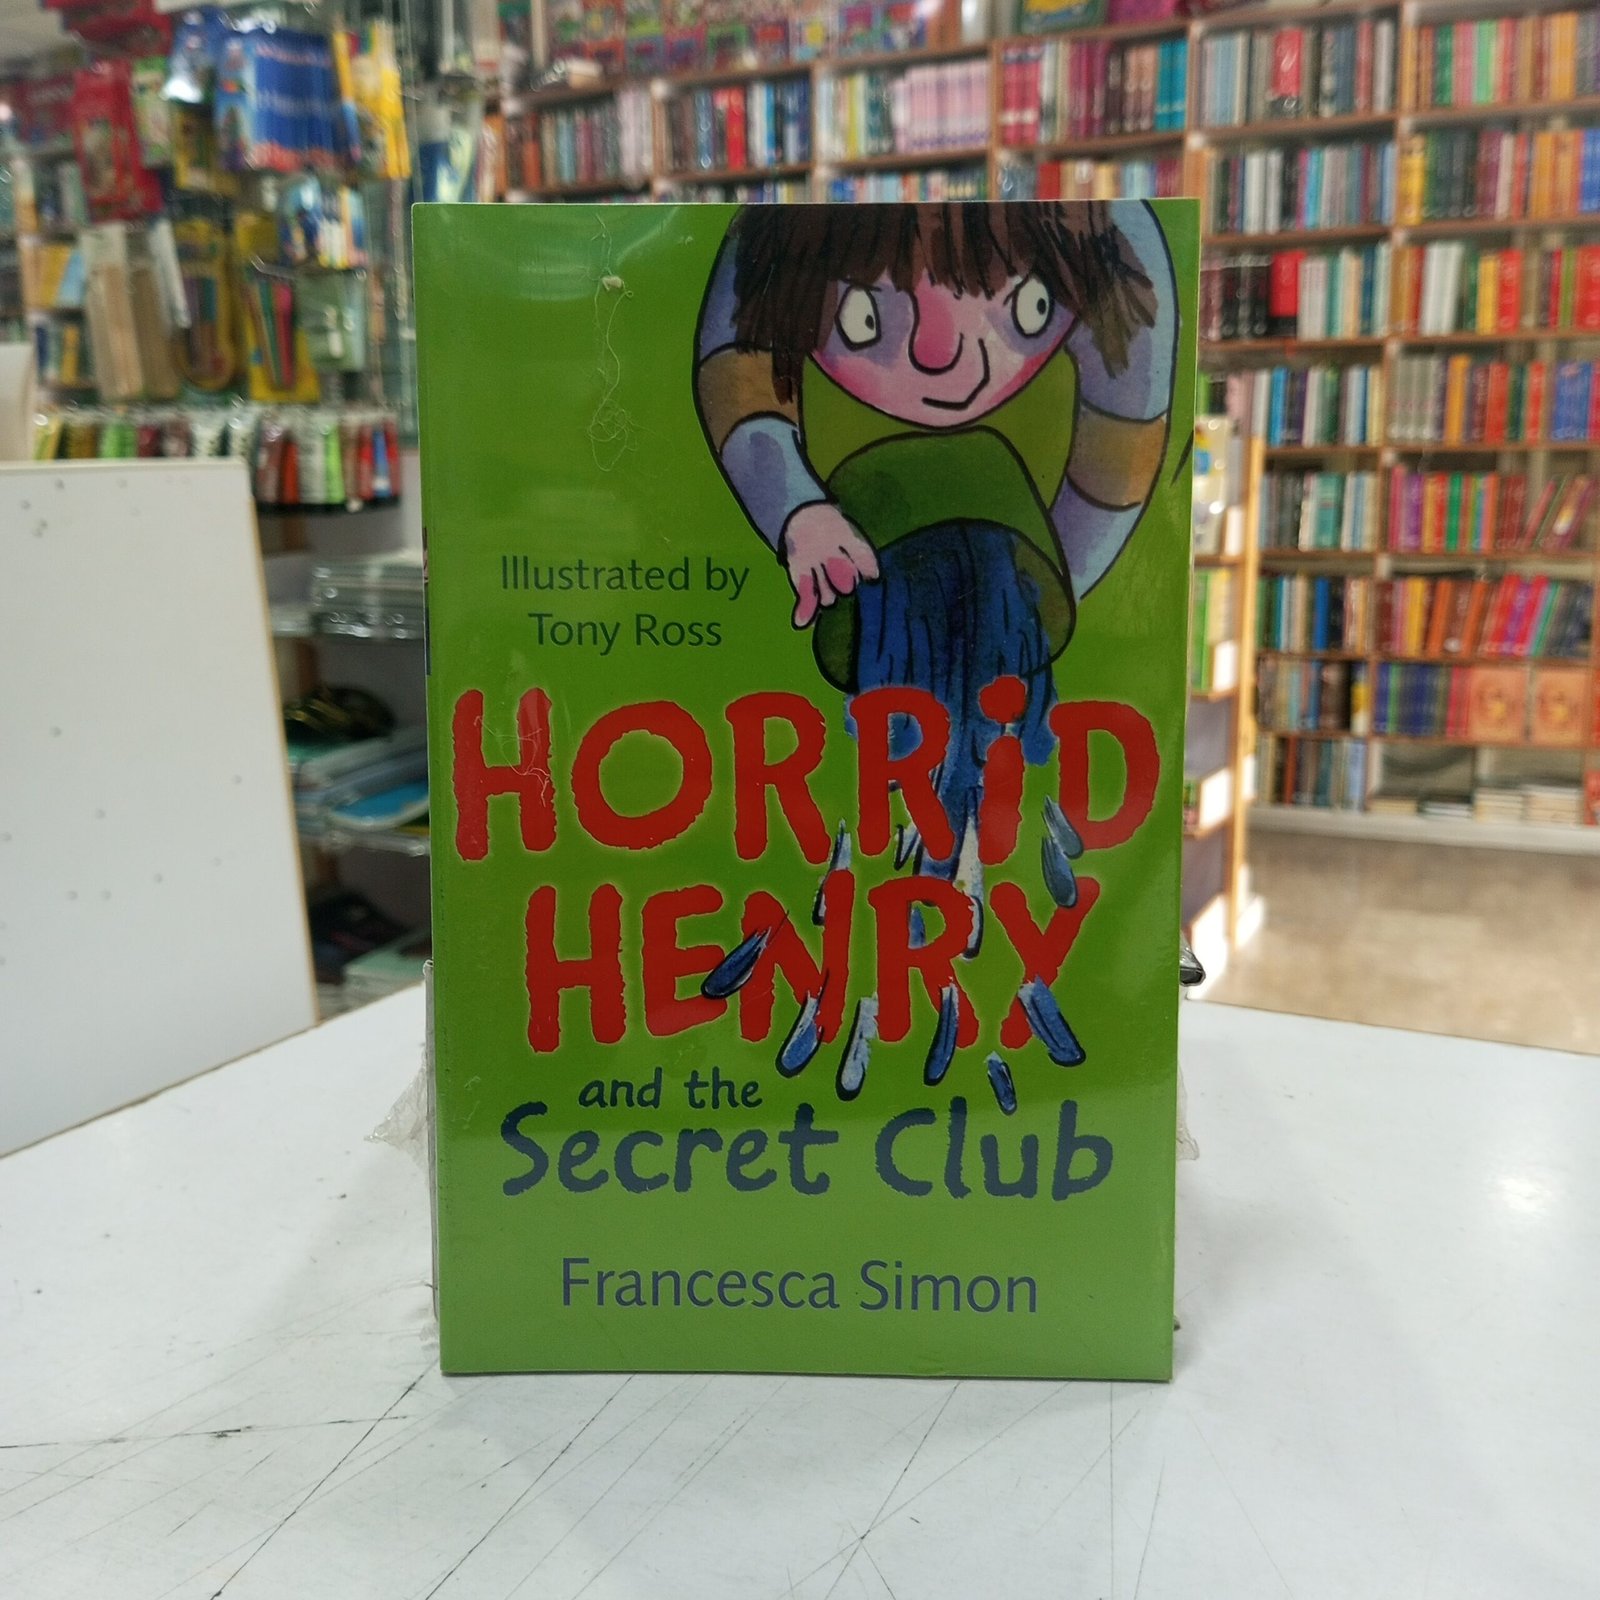 Illustrated by
Tony Ross
HORRiD
HENRY
and the
Secret Club
Francesca Simon